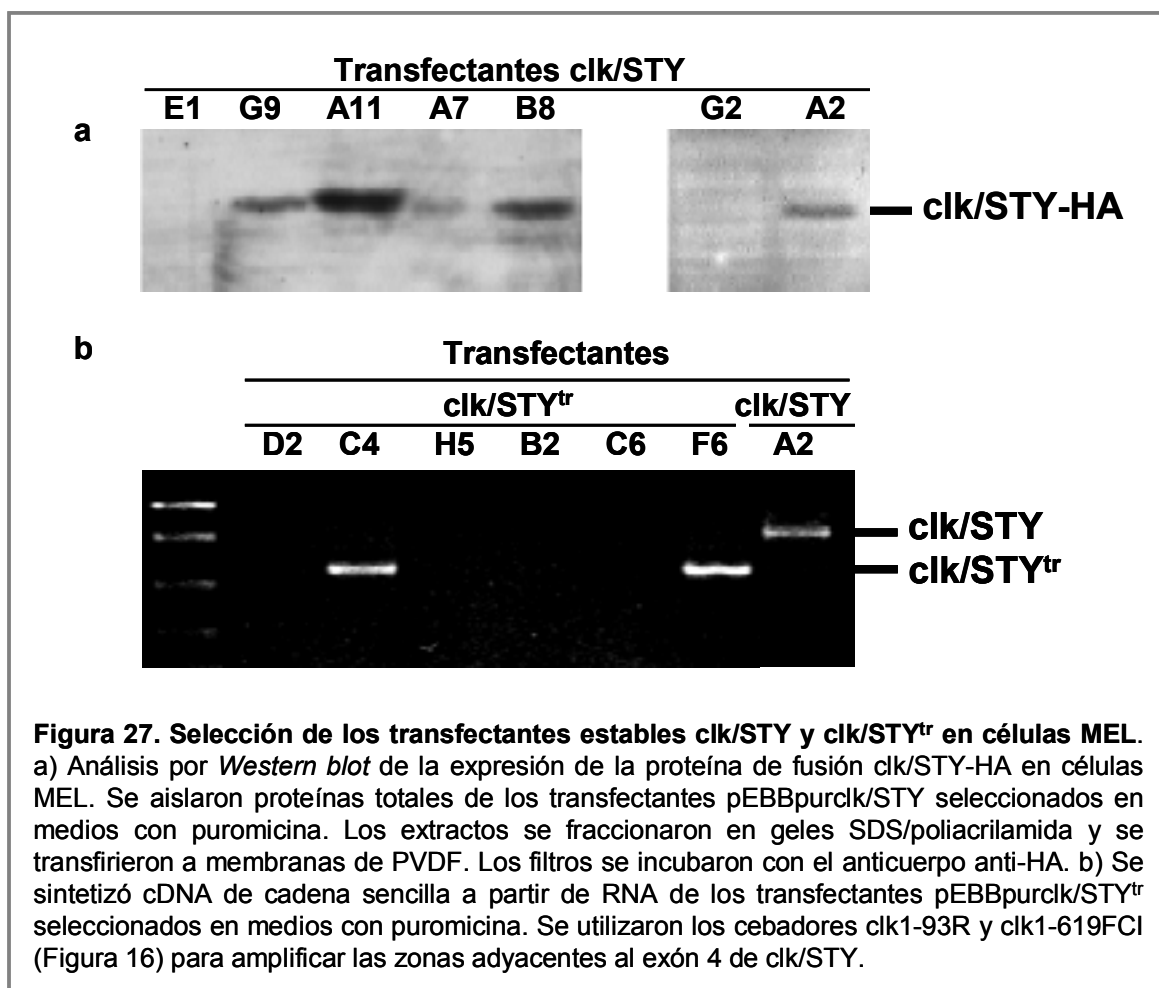 Transfectantes clk/STY
E1 G9 A11 A7 B8 G2 A2
a
clk/STY-HA
b
Transfectantes
clk/STYtr clk/STY
D2 C4 H5 B2 C6 F6 A2
clk/STY
clk/STYtr
Figura 27. Selección de los transfectantes estables clk/STY y clk/STYtr en células MEL.
a) Análisis por Western blot de la expresión de la proteína de fusión clk/STY-HA en células
MEL. Se aislaron proteínas totales de los transfectantes pEBBpurclk/STY seleccionados en
medios con puromicina. Los extractos se fraccionaron en geles SDS/poliacrilamida y se
transfirieron a membranas de PVDF. Los filtros se incubaron con el anticuerpo anti-HA. b) Se
sintetizó cDNA de cadena sencilla a partir de RNA de los transfectantes pEBBpurclk/STYtr
seleccionados en medios con puromicina. Se utilizaron los cebadores clk1-93R y clk1-619FCI
(Figura 16) para amplificar las zonas adyacentes al exón 4 de clk/STY.